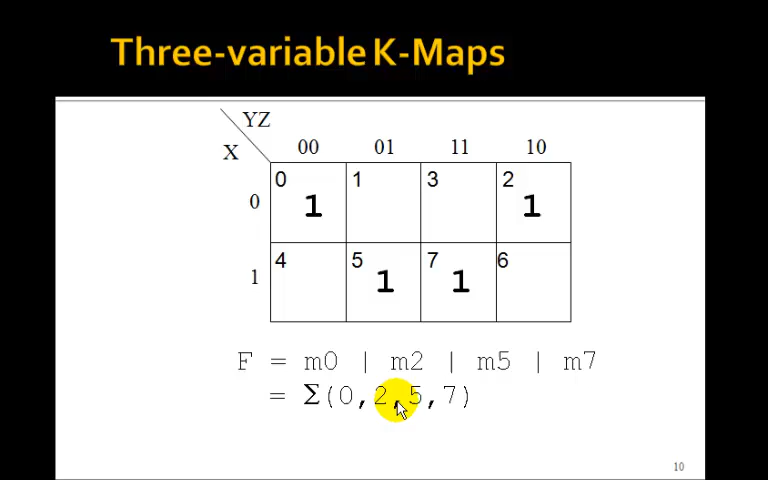 Three-variable K-Maps
YZ
X
00 01 11 10
0
0 1 3 2
1 1
1
4 5 7 6
1 1
F = m0 | m2 | m5 | m7
= Σ(0,2,5,7)
10